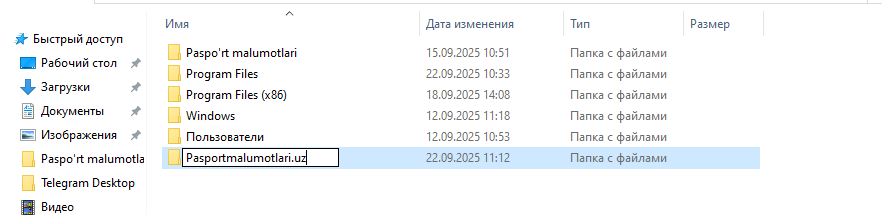 Имя Дата изменения Тип Размер
Быстрый доступ
Рабочий стол
Загрузки
Документы
Изображения
Paspo'rt malumotla
Telegram Desktop
Видео
Paspo'rt malumotlari 15.09.2025 10:51 Папка с файлами
Program Files 22.09.2025 10:33 Папка с файлами
Program Files (x86) 18.09.2025 14:08 Папка с файлами
Windows 12.09.2025 11:18 Папка с файлами
Пользователи 12.09.2025 10:53 Папка с файлами
Pasportmalumotlari.uz 22.09.2025 11:12 Папка с файлами